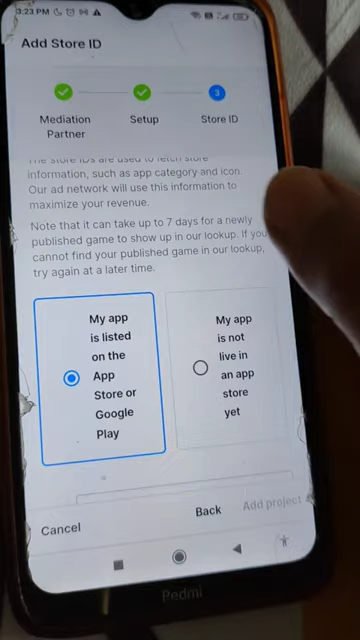 3:23 PM
Add Store ID
3
Mediation
Partner
Setup
Store ID
The store IDs are used to fetch store
information, such as app category and icon.
Our ad network will use this information to
maximize your revenue.
Note that it can take up to 7 days for a newly
published game to show up in our lookup. If you
cannot find your published game in our lookup,
try again at a later time.
My app
is listed
on the
App
Store or
Google
Play
My app
is not
live in
an app
store
yet
Cancel
Back
Add project
Redmi